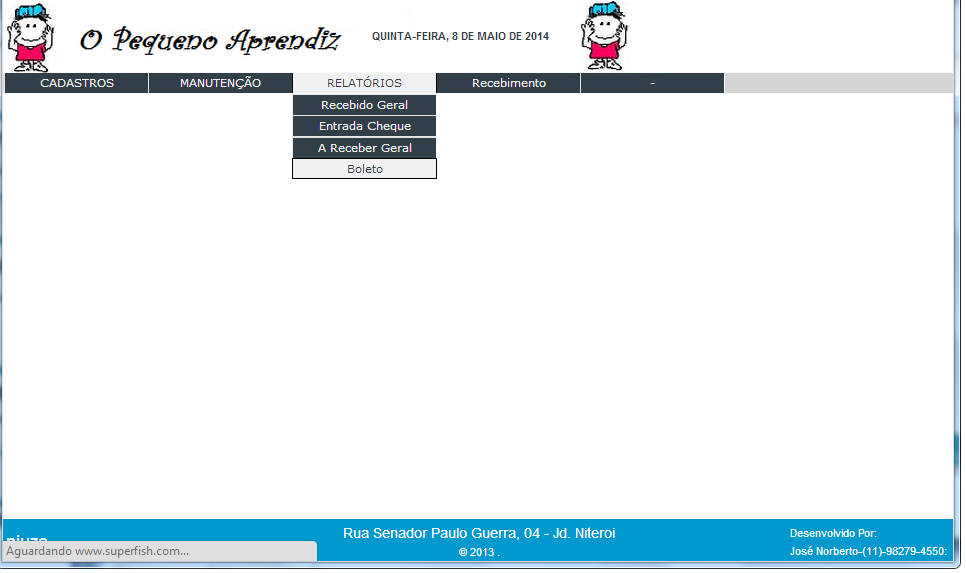 O Pequeno Aprendiz
QUINTA-FEIRA, 8 DE MAIO DE 2014
CADASTROS
MANUTENÇÃO
RELATÓRIOS
Recebimento
-
Recebido Geral
Entrada Cheque
A Receber Geral
Boleto
Rua Senador Paulo Guerra, 04 - Jd. Niteroi
© 2013 .
Desenvolvido Por:
José Norberto-(11)-98279-4550:
Aguardando www.superfish.com...